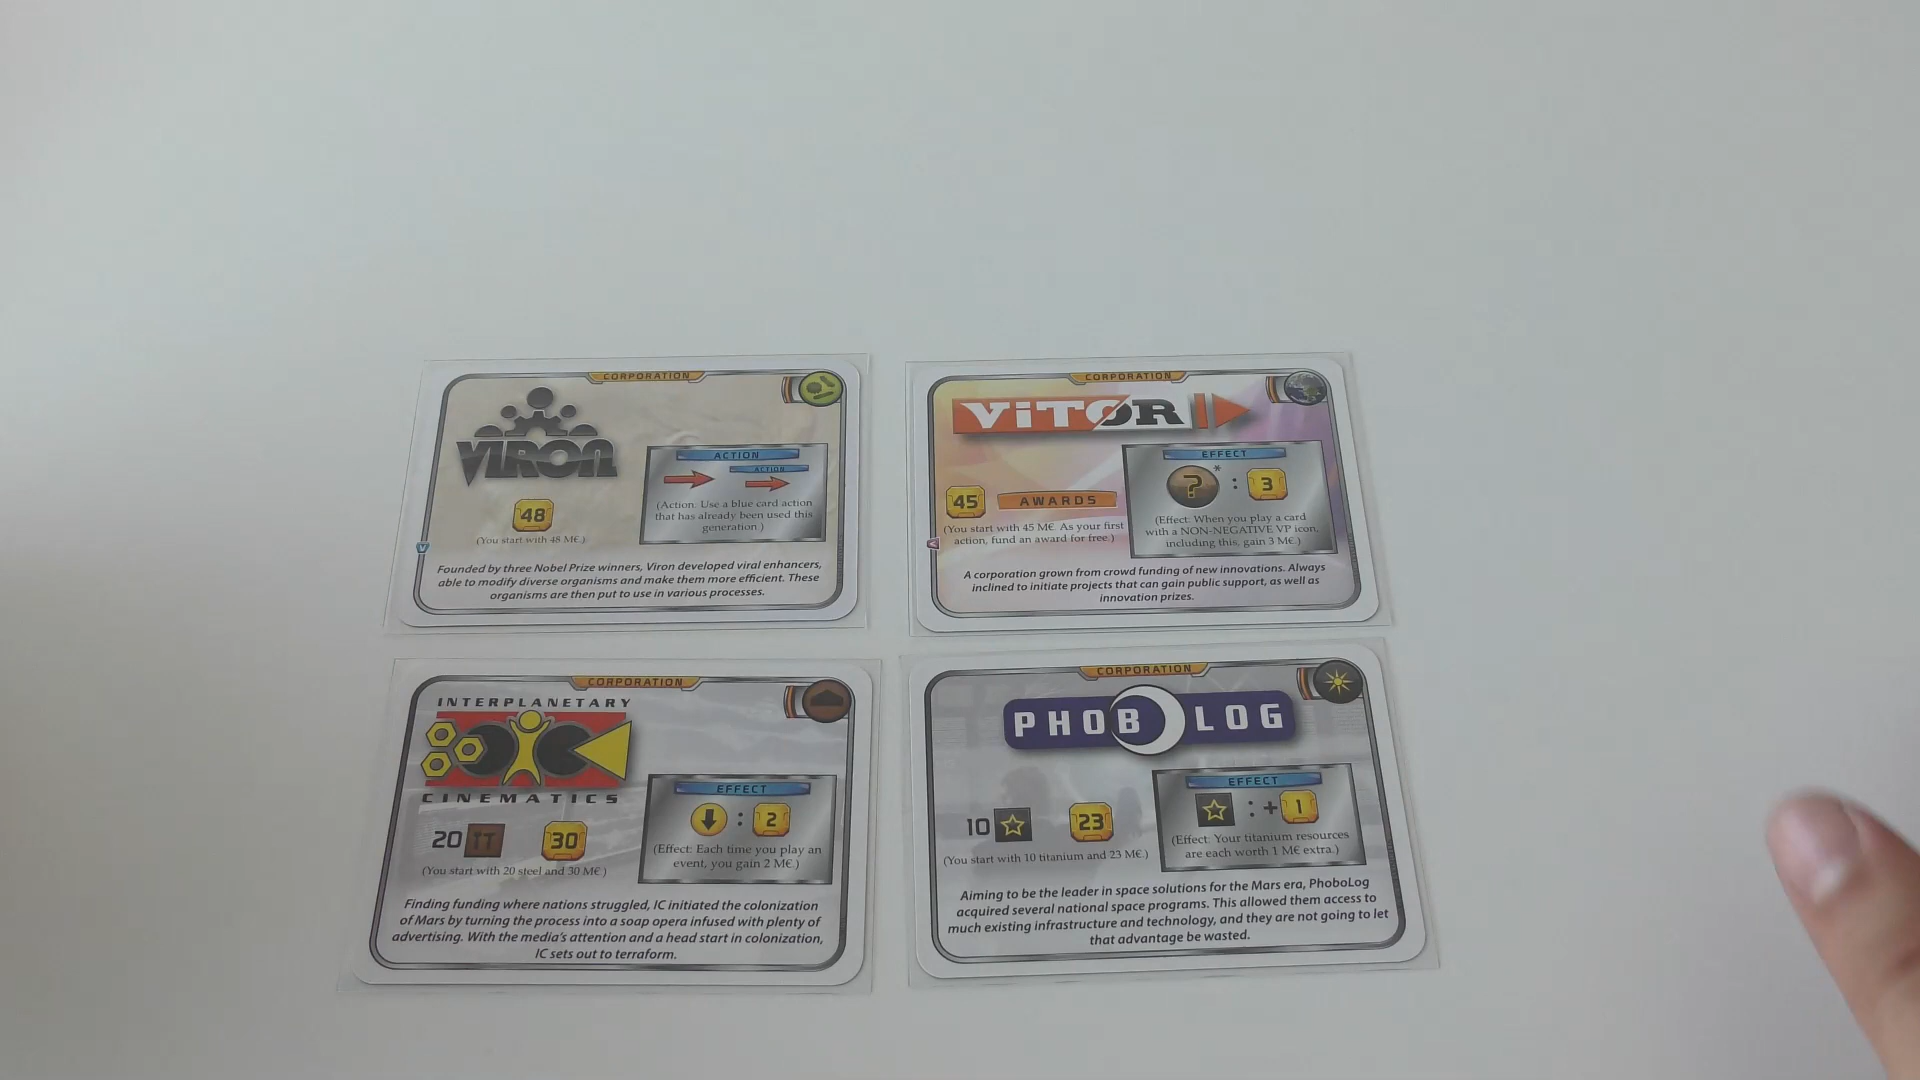 CORPORATION
VIRON
48
(You start with 48 M€.)
ACTION
ACTION
(Action: Use a blue card action
that has already been used this
generation.)
V
Founded by three Nobel Prize winners, Viron developed viral enhancers,
able to modify diverse organisms and make them more efficient. These
organisms are then put to use in various processes.
CORPORATION
ViTOR
45 AWARDS
(You start with 45 M€. As your first
action, fund an award for free.)
EFFECT
?* : 3
(Effect: When you play a card
with a NON-NEGATIVE VP icon,
including this, gain 3 M€.)
A corporation grown from crowd funding of new innovations. Always
inclined to initiate projects that can gain public support, as well as
innovation prizes.
CORPORATION
INTERPLANETARY
CINEMATICS
20 30
(You start with 20 steel and 30 M€.)
EFFECT
: 2
(Effect: Each time you play an
event, you gain 2 M€.)
Finding funding where nations struggled, IC initiated the colonization
of Mars by turning the process into a soap opera infused with plenty of
advertising. With the media's attention and a head start in colonization,
IC sets out to terraform.
CORPORATION
PHOBOLOG
10 23
(You start with 10 titanium and 23 M€.)
EFFECT
: + 1
(Effect: Your titanium resources
are each worth 1 M€ extra.)
Aiming to be the leader in space solutions for the Mars era, PhoboLog
acquired several national space programs. This allowed them access to
much existing infrastructure and technology, and they are not going to let
that advantage be wasted.